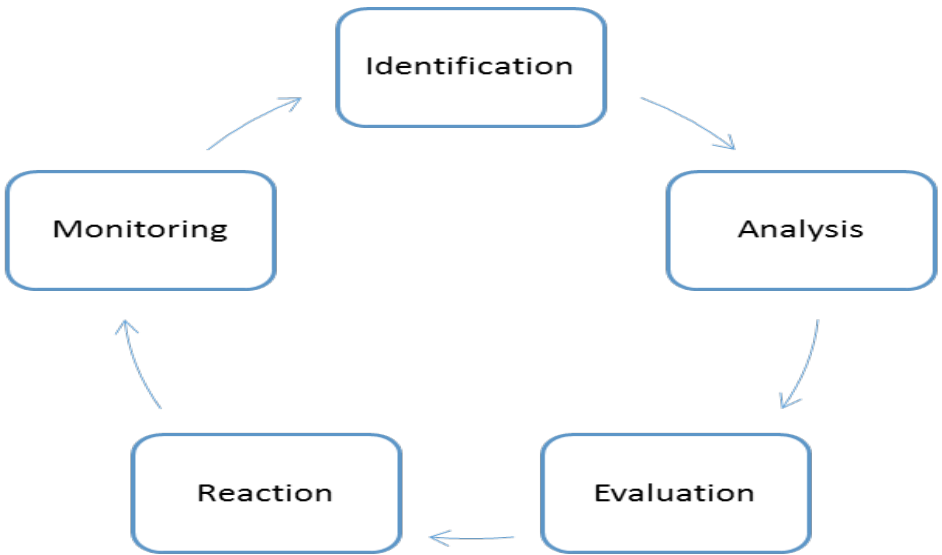 Identification
Analysis
Evaluation
Reaction
Monitoring